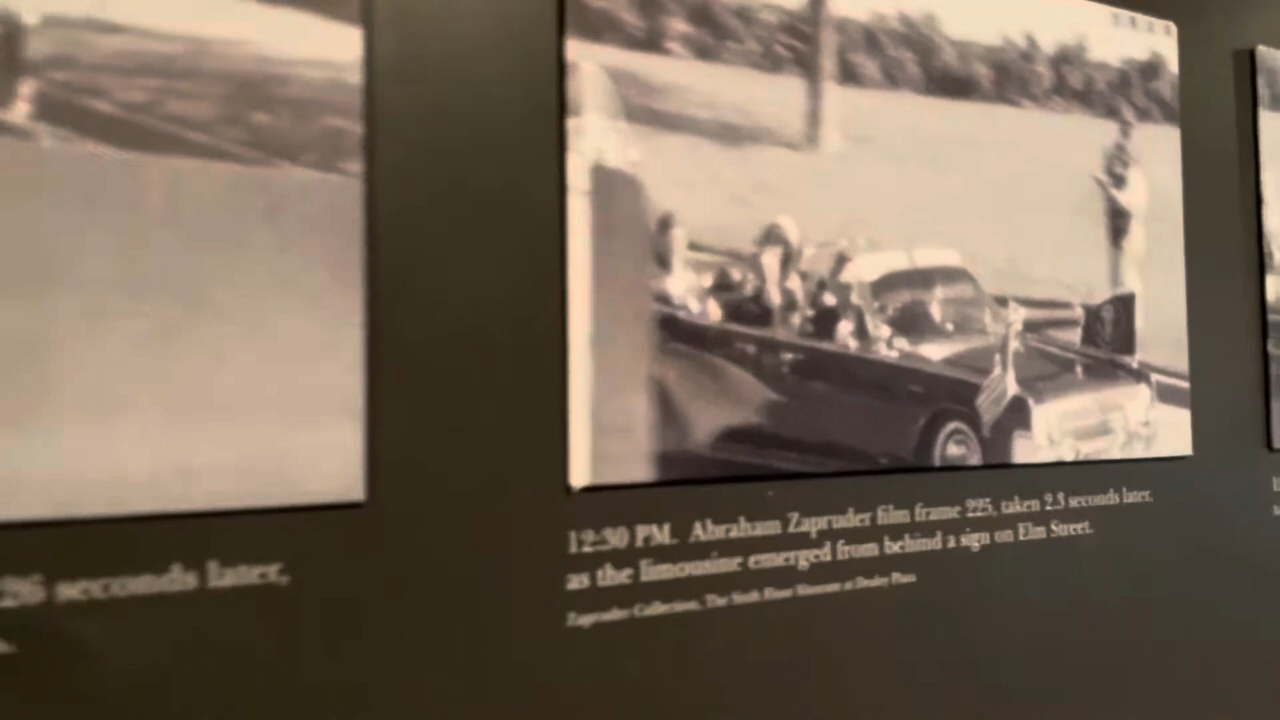 26 seconds later,
12:30 PM. Abraham Zapruder film frame 225, taken 2.3 seconds later,
as the limousine emerged from behind a sign on Elm Street.
Zapruder Collection, The Sixth Floor Museum at Dealey Plaza